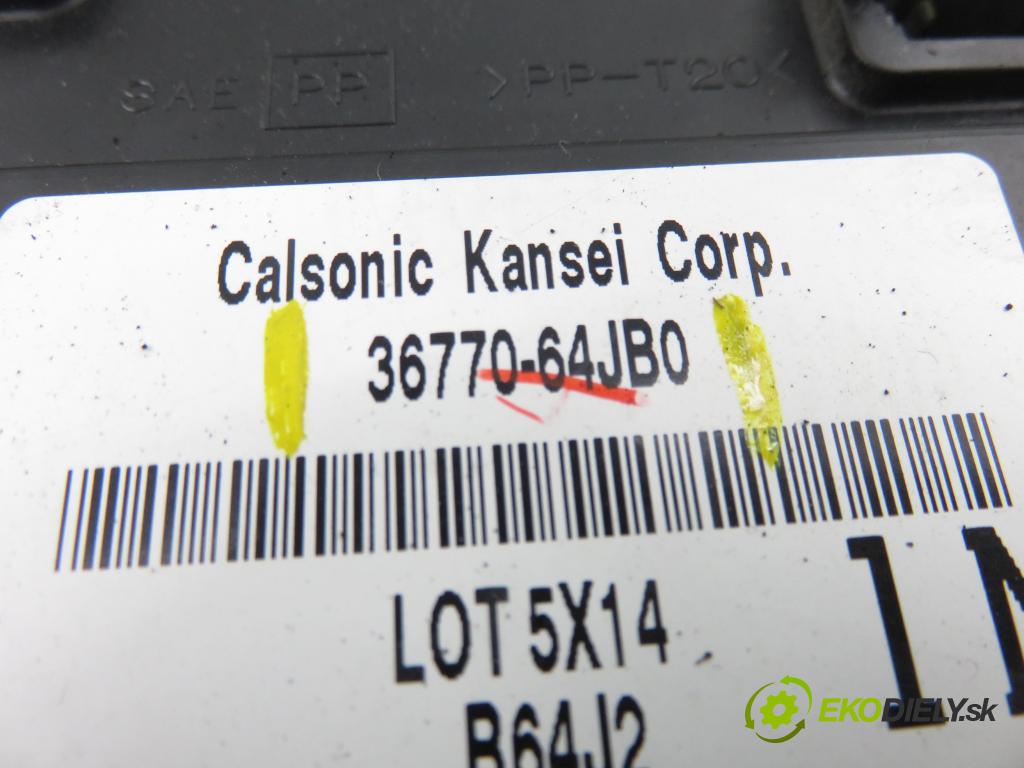 SAE PP >PP-T20<
Calsonic Kansei Corp.
36770-64JB0
LOT 5X14
B64J2
EKODIELY.sk